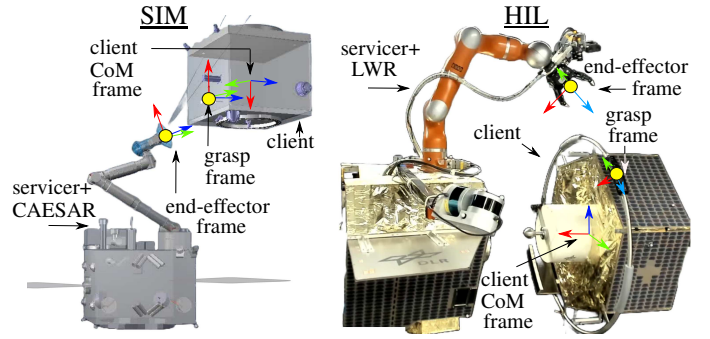 SIM
client
CoM
frame
client
grasp
frame
servicer+
CAESAR
end-effector
frame
HIL
servicer+
LWR
end-effector
frame
grasp
frame
client
DLR
client
CoM
frame